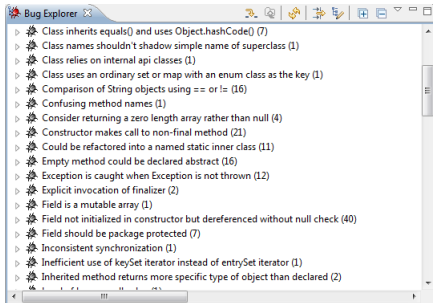 Bug Explorer
Class inherits equals() and uses Object.hashCode() (7)
Class names shouldn't shadow simple name of superclass (1)
Class relies on internal api classes (1)
Class uses an ordinary set or map with an enum class as the key (1)
Comparison of String objects using == or != (16)
Confusing method names (1)
Consider returning a zero length array rather than null (4)
Constructor makes call to non-final method (21)
Could be refactored into a named static inner class (11)
Empty method could be declared abstract (16)
Exception is caught when Exception is not thrown (12)
Explicit invocation of finalizer (2)
Field is a mutable array (1)
Field not initialized in constructor but dereferenced without null check (40)
Field should be package protected (7)
Inconsistent synchronization (1)
Inefficient use of keySet iterator instead of entrySet iterator (1)
Inherited method returns more specific type of object than declared (2)